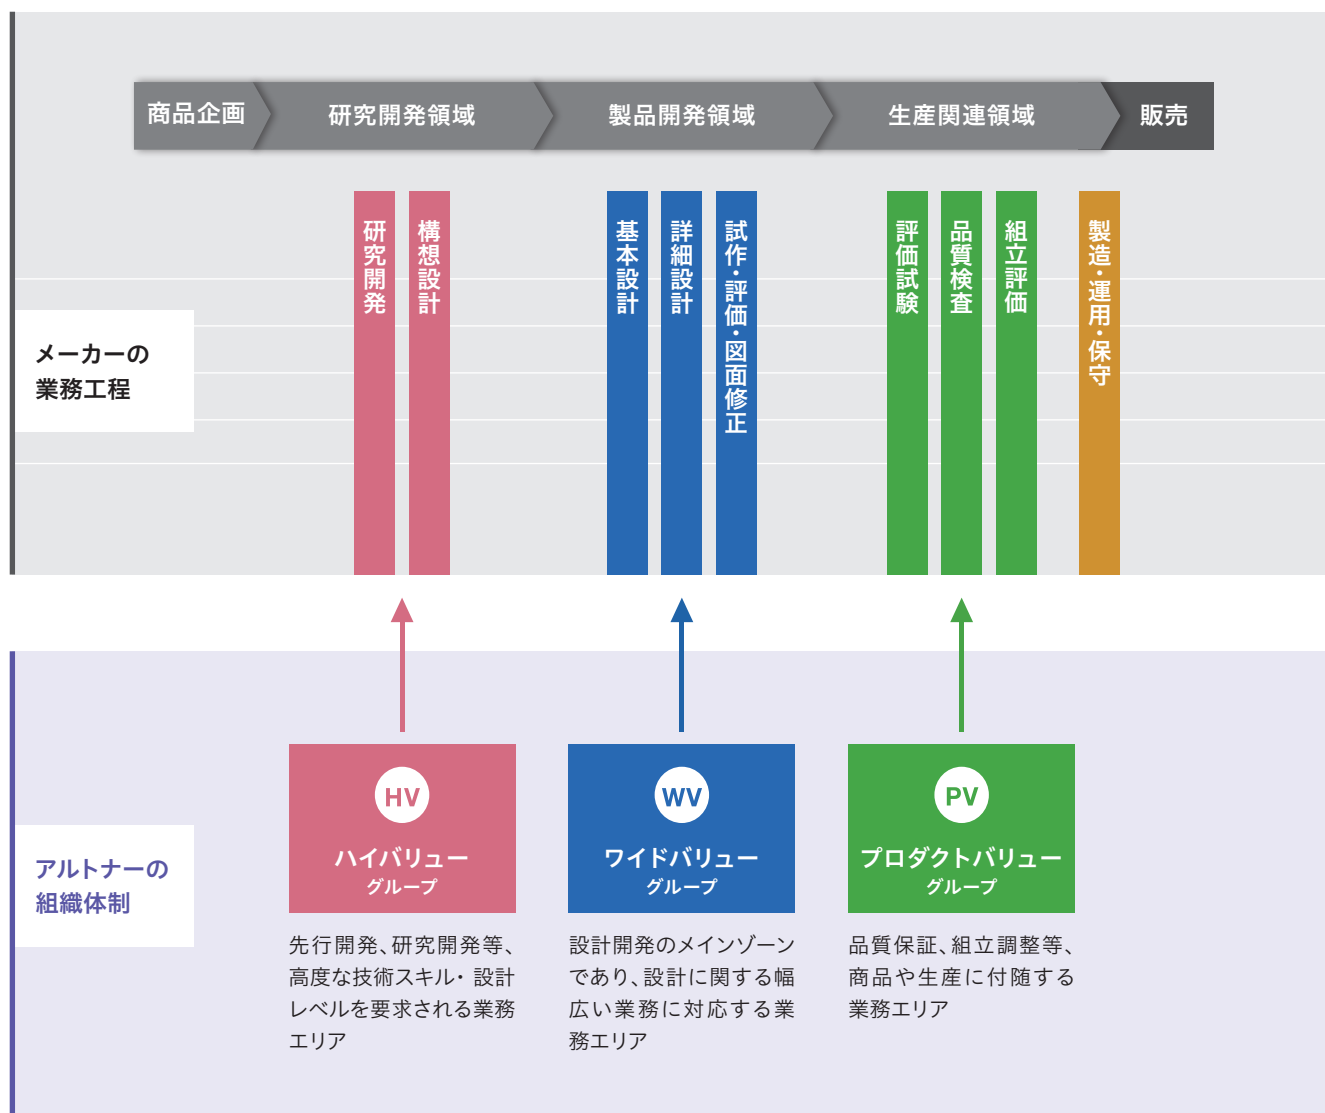 商品企画
研究開発領域
製品開発領域
生産関連領域
販売
研究開発
構想設計
基本設計
詳細設計
試作・評価・図面修正
評価試験
品質検査
組立評価
製造・運用・保守
メーカーの
業務工程
HV
ハイバリュー
グループ
WV
ワイドバリュー
グループ
PV
プロダクトバリュー
グループ
アルトナーの
組織体制
先行開発、研究開発等、
高度な技術スキル・ 設計
レベルを要求される業務
エリア
設計開発のメインゾーン
であり、設計に関する幅
広い業務に対応する業
務エリア
品質保証、組立調整等、
商品や生産に付随する
業務エリア